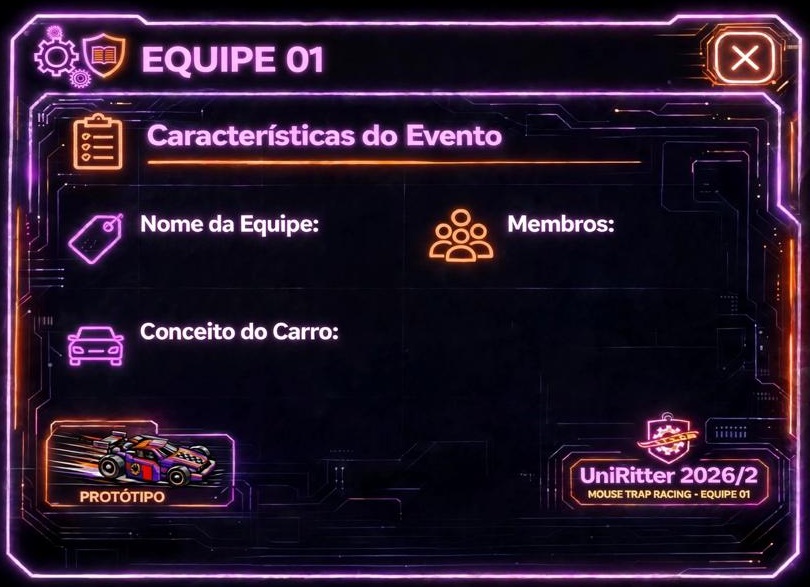 EQUIPE 01
Características do Evento
Nome da Equipe:
Membros:
Conceito do Carro:
PROTÓTIPO
UniRitter 2026/2
MOUSE TRAP RACING - EQUIPE 01